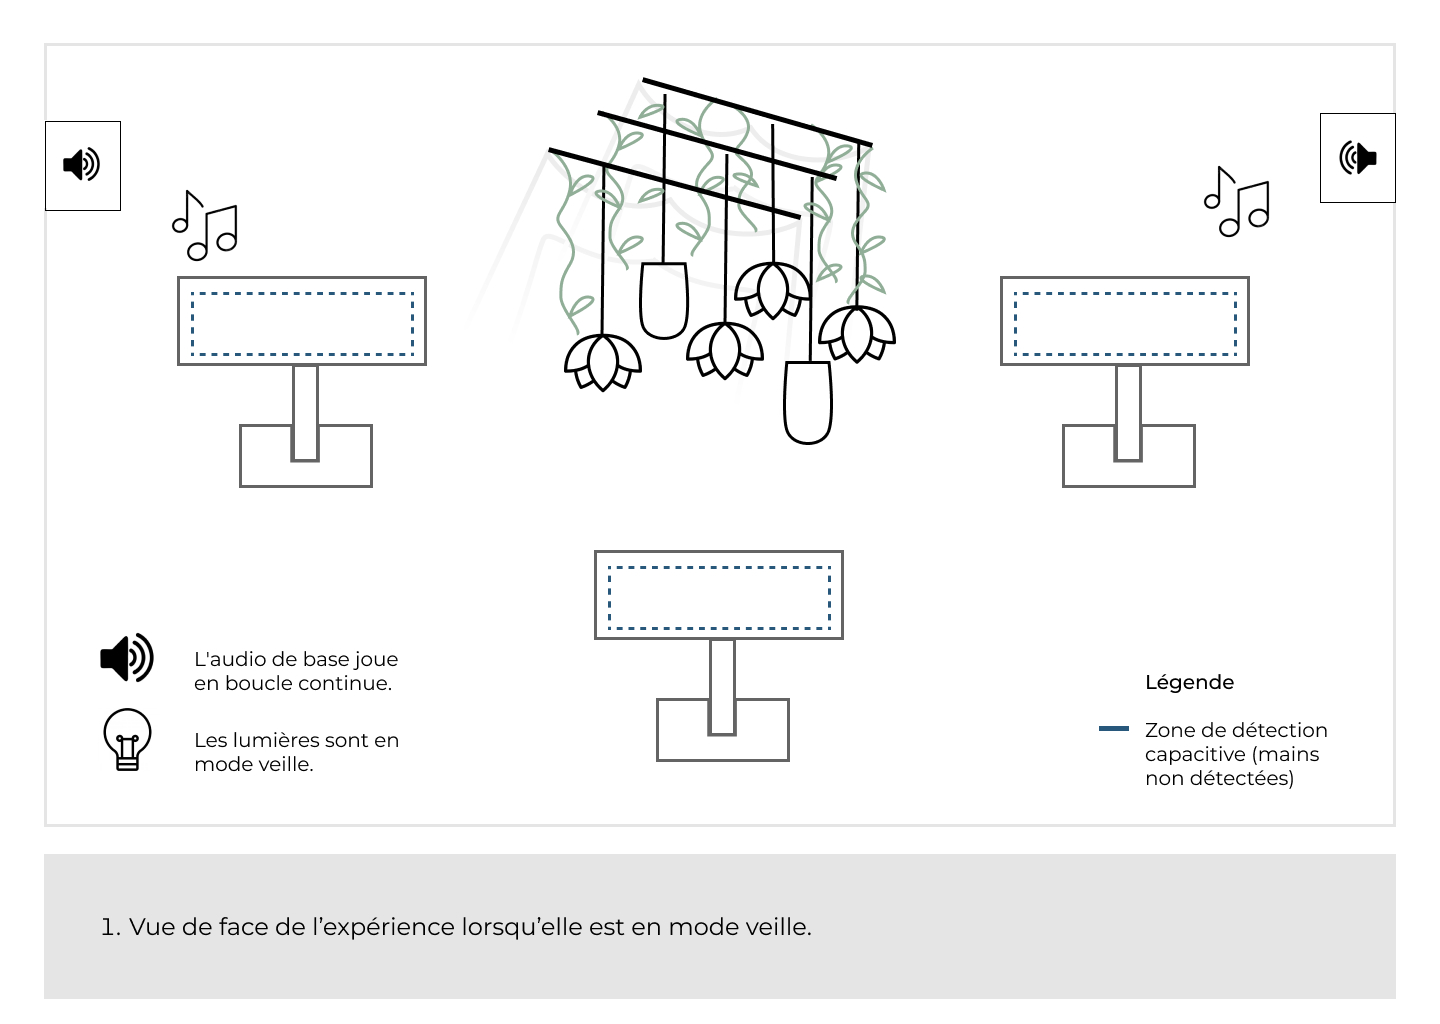 L'audio de base joue
en boucle continue.
Les lumières sont en
mode veille.
Légende
Zone de détection
capacitive (mains
non détectées)
1. Vue de face de l’expérience lorsqu’elle est en mode veille.